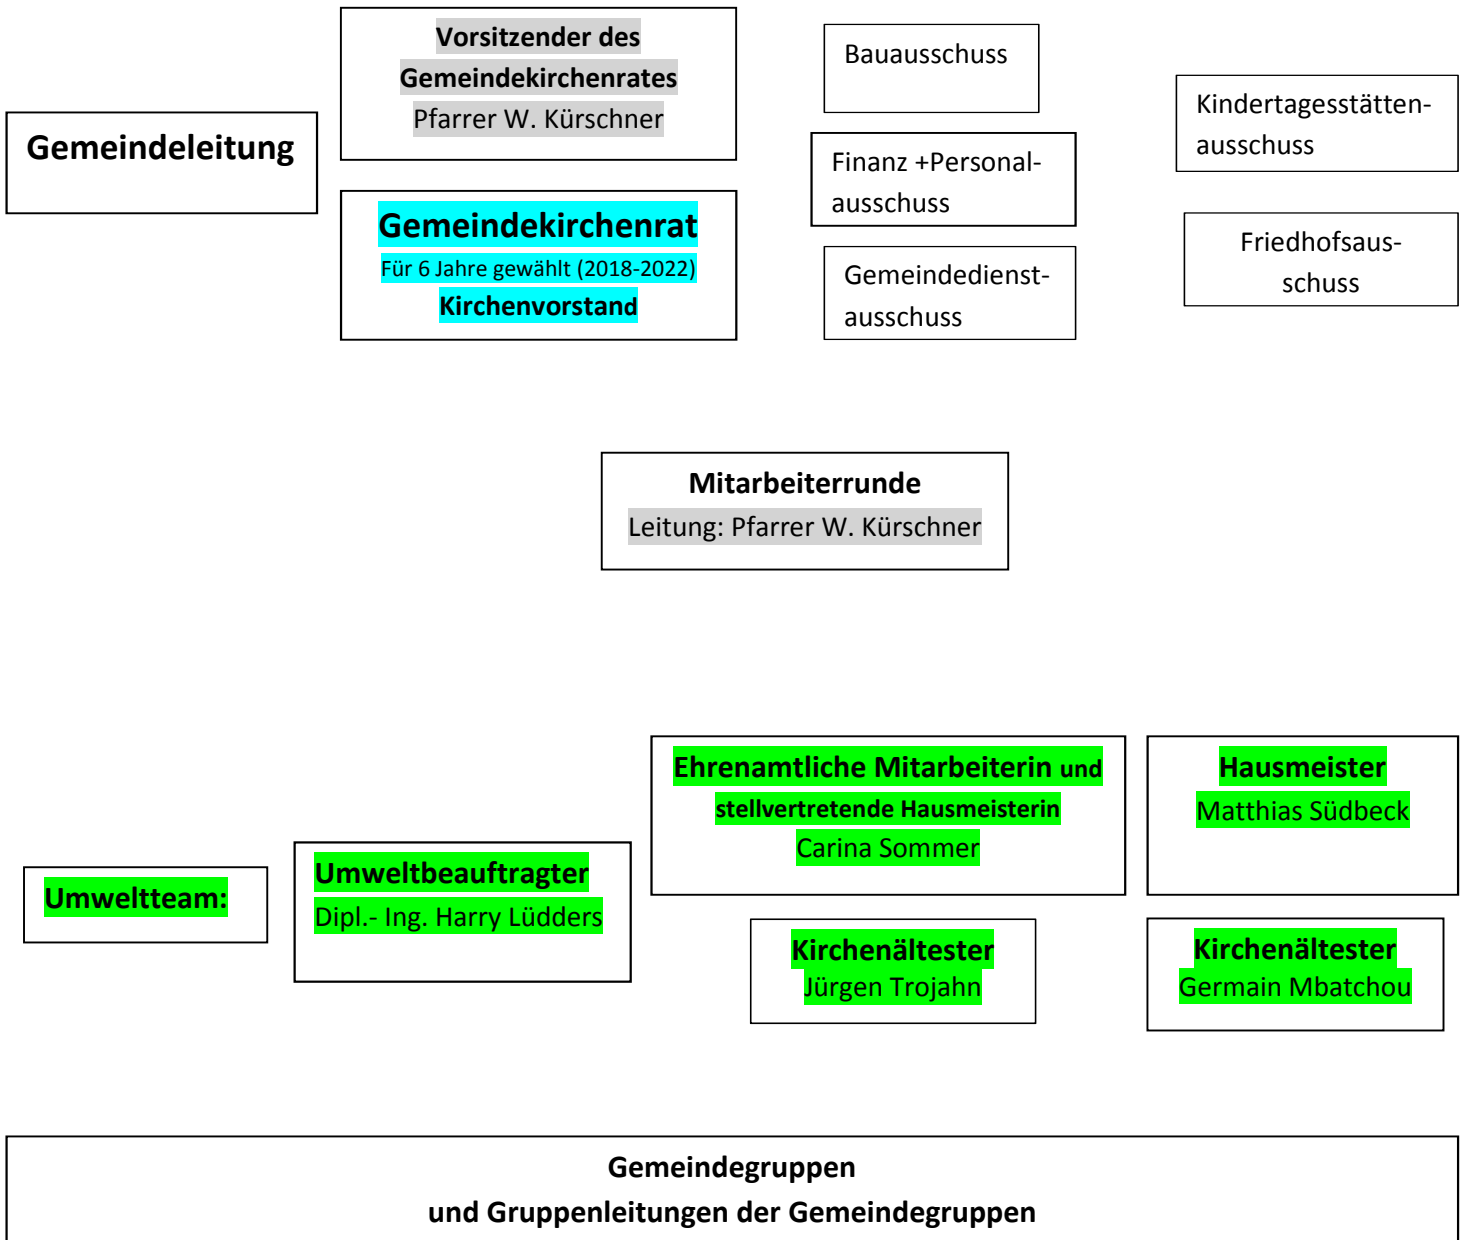 Gemeindeleitung
Vorsitzender des
Gemeindekirchenrates
Pfarrer W. Kürschner
Gemeindekirchenrat
Für 6 Jahre gewählt (2018-2022)
Kirchenvorstand
Bauausschuss
Finanz +Personal-
ausschuss
Gemeindedienst-
ausschuss
Kindertagesstätten-
ausschuss
Friedhofsaus-
schuss
Mitarbeiterrunde
Leitung: Pfarrer W. Kürschner
Umweltteam:
Umweltbeauftragter
Dipl.- Ing. Harry Lüdders
Ehrenamtliche Mitarbeiterin und
stellvertretende Hausmeisterin
Carina Sommer
Hausmeister
Matthias Südbeck
Kirchenältester
Jürgen Trojahn
Kirchenältester
Germain Mbatchou
Gemeindegruppen
und Gruppenleitungen der Gemeindegruppen